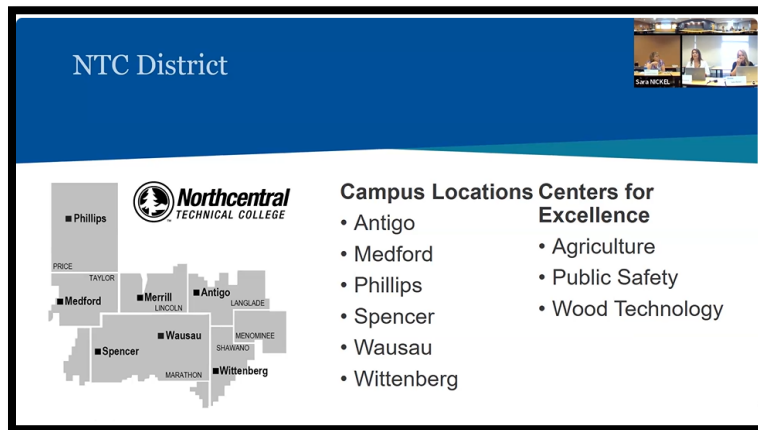 NTC District
Sara NICKEL
Northcentral
TECHNICAL COLLEGE
Phillips
PRICE
TAYLOR
Medford
Merrill
LINCOLN
Antigo
LANGLADE
Wausau
MENOMINEE
Spencer
SHAWANO
MARATHON
Wittenberg
Campus Locations
• Antigo
• Medford
• Phillips
• Spencer
• Wausau
• Wittenberg
Centers for
Excellence
• Agriculture
• Public Safety
• Wood Technology